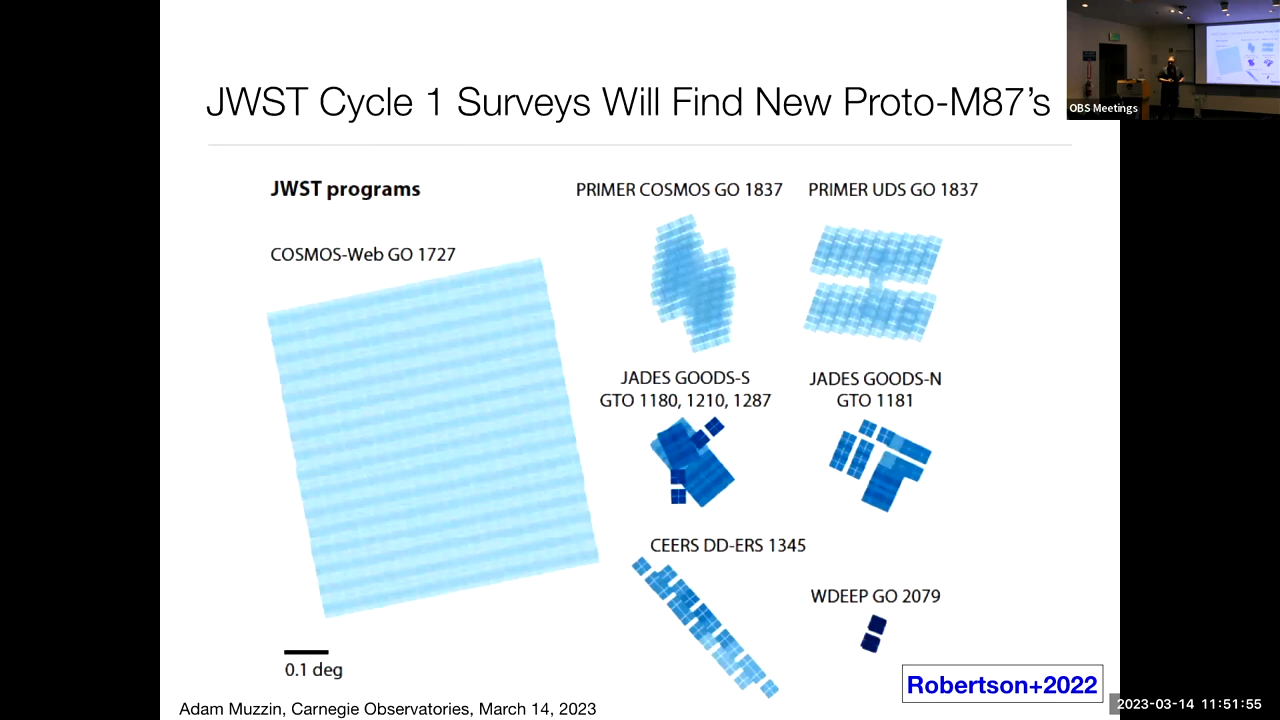 JWST Cycle 1 Surveys Will Find New Proto-M87's
OBS Meetings
JWST programs
PRIMER COSMOS GO 1837
PRIMER UDS GO 1837
COSMOS-Web GO 1727
JADES GOODS-S
GTO 1180, 1210, 1287
JADES GOODS-N
GTO 1181
CEERS DD-ERS 1345
WDEEP GO 2079
0.1 deg
Robertson+2022
Adam Muzzin, Carnegie Observatories, March 14, 2023
2023-03-14 11:51:55